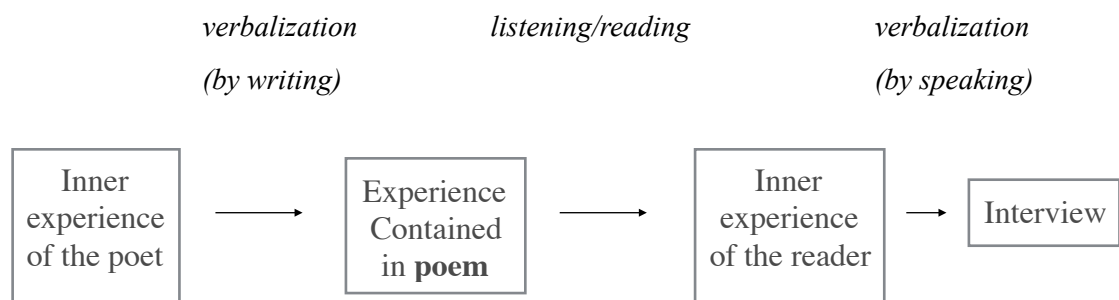 verbalization
(by writing)
listening/reading
verbalization
(by speaking)
Inner
experience
of the poet
Experience
Contained
in poem
Inner
experience
of the reader
Interview